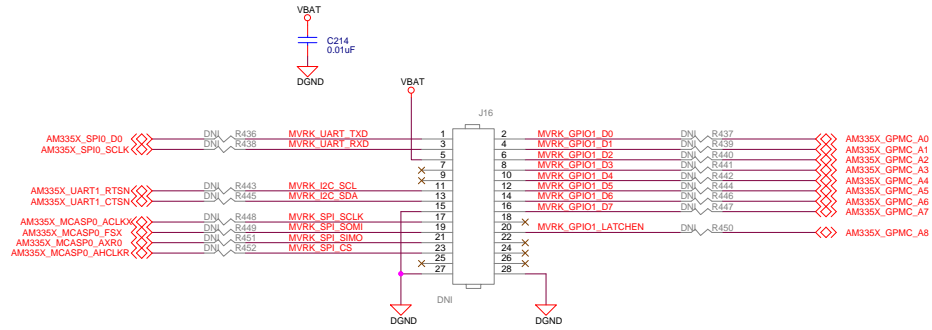 VBAT
C214
0.01uF
DGND
VBAT
J16
AM335X_SPI0_D0 DNI R436 MVRK_UART_TXD 1 2 MVRK_GPIO1_D0 DNI R437 AM335X_GPMC_A0
AM335X_SPI0_SCLK DNI R438 MVRK_UART_RXD 3 4 MVRK_GPIO1_D1 DNI R439 AM335X_GPMC_A1
5 6 MVRK_GPIO1_D2 DNI R440 AM335X_GPMC_A2
7 8 MVRK_GPIO1_D3 DNI R441 AM335X_GPMC_A3
9 10 MVRK_GPIO1_D4 DNI R442 AM335X_GPMC_A4
AM335X_UART1_RTSN DNI R443 MVRK_I2C_SCL 11 12 MVRK_GPIO1_D5 DNI R444 AM335X_GPMC_A5
AM335X_UART1_CTSN DNI R445 MVRK_I2C_SDA 13 14 MVRK_GPIO1_D6 DNI R446 AM335X_GPMC_A6
15 16 MVRK_GPIO1_D7 DNI R447 AM335X_GPMC_A7
AM335X_MCASP0_ACLKX DNI R448 MVRK_SPI_SCLK 17 18
AM335X_MCASP0_FSX DNI R449 MVRK_SPI_SOMI 19 20 MVRK_GPIO1_LATCHEN DNI R450 AM335X_GPMC_A8
AM335X_MCASP0_AXR0 DNI R451 MVRK_SPI_SIMO 21 22
AM335X_MCASP0_AHCLKR DNI R452 MVRK_SPI_CS 23 24
25 26
27 28
DNI
DGND DGND